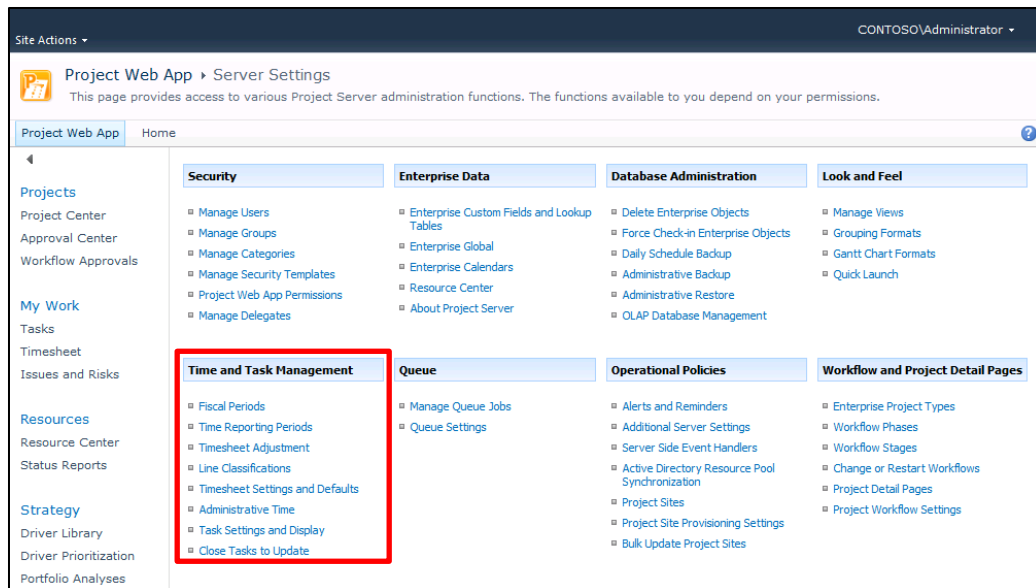 CONTOSO\Administrator
Site Actions
Project Web App Server Settings
This page provides access to various Project Server administration functions. The functions available to you depend on your permissions.
Project Web App Home
Projects
Project Center
Approval Center
Workflow Approvals
My Work
Tasks
Timesheet
Issues and Risks
Resources
Resource Center
Status Reports
Strategy
Driver Library
Driver Prioritization
Portfolio Analyses
Security
Manage Users
Manage Groups
Manage Categories
Manage Security Templates
Project Web App Permissions
Manage Delegates
Enterprise Data
Enterprise Custom Fields and Lookup
Tables
Enterprise Global
Enterprise Calendars
Resource Center
About Project Server
Database Administration
Delete Enterprise Objects
Force Check-in Enterprise Objects
Daily Schedule Backup
Administrative Backup
Administrative Restore
OLAP Database Management
Look and Feel
Manage Views
Grouping Formats
Gantt Chart Formats
Quick Launch
Time and Task Management
Fiscal Periods
Time Reporting Periods
Timesheet Adjustment
Line Classifications
Timesheet Settings and Defaults
Administrative Time
Task Settings and Display
Close Tasks to Update
Queue
Manage Queue Jobs
Queue Settings
Operational Policies
Alerts and Reminders
Additional Server Settings
Server Side Event Handlers
Active Directory Resource Pool
Synchronization
Project Sites
Project Site Provisioning Settings
Bulk Update Project Sites
Workflow and Project Detail Pages
Enterprise Project Types
Workflow Phases
Workflow Stages
Change or Restart Workflows
Project Detail Pages
Project Workflow Settings